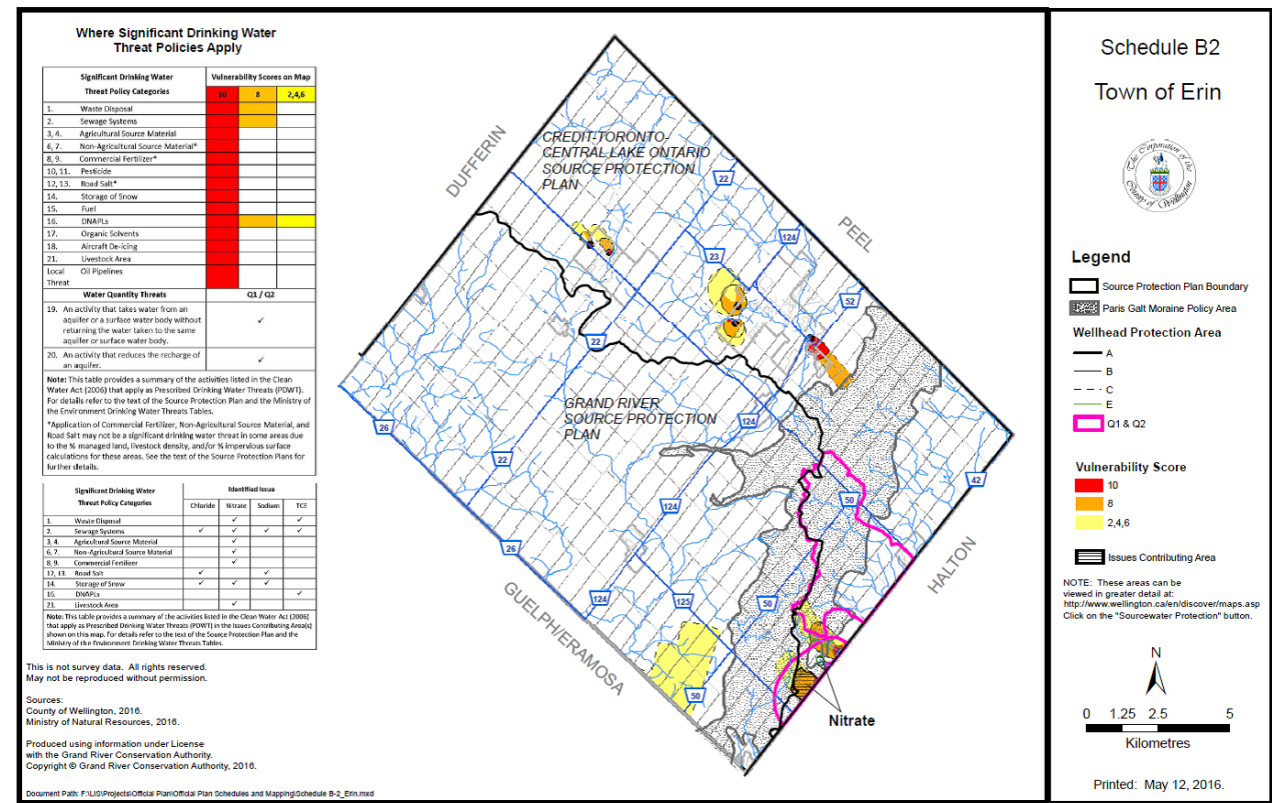 Where Significant Drinking Water
Threat Policies Apply
Significant Drinking Water
Threat Policy Categories
Vulnerability Scores on Map
10 8 2,4,6
1. Waste Disposal
2. Sewage Systems
3, 4. Agricultural Source Material
6, 7. Non-Agricultural Source Material*
8, 9. Commercial Fertilizer*
10, 11. Pesticide
12, 13. Road Salt*
14. Storage of Snow
15. Fuel
16. DNAPLs
17. Organic Solvents
18. Aircraft De-icing
21. Livestock Area
Local Threat Oil Pipelines
Water Quantity Threats Q1 / Q2
19. An activity that takes water from an
aquifer or a surface water body without
returning the water taken to the same
aquifer or surface water body. ✓
20. An activity that reduces the recharge of
an aquifer. ✓
Note: This table provides a summary of the activities listed in the Clean
Water Act (2006) that apply as Prescribed Drinking Water Threats (PDWT).
For details refer to the text of the Source Protection Plan and the Ministry of
the Environment Drinking Water Threats Tables.
*Application of Commercial Fertilizer, Non-Agricultural Source Material, and
Road Salt may not be a significant drinking water threat in some areas due
to the % managed land, livestock density, and/or % impervious surface
calculations for these areas. See the text of the Source Protection Plans for
further details.
Significant Drinking Water
Threat Policy Categories
Identified Issue
Chloride Nitrate Sodium TCE
1. Waste Disposal ✓ ✓
2. Sewage Systems ✓ ✓ ✓ ✓
3, 4. Agricultural Source Material ✓
6, 7. Non-Agricultural Source Material ✓
8, 9. Commercial Fertilizer ✓
12, 13. Road Salt ✓ ✓
14. Storage of Snow ✓ ✓ ✓
16. DNAPLs ✓
21. Livestock Area ✓
Note: This table provides a summary of the activities listed in the Clean Water Act (2006)
that apply as Prescribed Drinking Water Threats (PDWT) in the Issues Contributing Area(s)
shown on this map. For details refer to the text of the Source Protection Plan and the
Ministry of the Environment Drinking Water Threats Tables.
This is not survey data. All rights reserved.
May not be reproduced without permission.
Sources:
County of Wellington, 2016.
Ministry of Natural Resources, 2016.
Produced using information under License
with the Grand River Conservation Authority.
Copyright © Grand River Conservation Authority, 2016.
Document Path: F:\LIS\Projects\Official Plan\Official Plan Schedules and Mapping\Schedule B-2_Erin.mxd
DUFFERIN
CREDIT-TORONTO-
CENTRAL LAKE ONTARIO
SOURCE PROTECTION
PLAN
22
124
PEEL
23
52
22
GRAND RIVER
SOURCE PROTECTION
PLAN
124
26
22
42
50
124
26
HALTON
124
125
50
GUELPH/ERAMOSA
50
Nitrate
Schedule B2
Town of Erin
The Corporation of the
County of Wellington
Legend
Source Protection Plan Boundary
Paris Galt Moraine Policy Area
Wellhead Protection Area
A
B
C
E
Q1 & Q2
Vulnerability Score
10
8
2,4,6
Issues Contributing Area
NOTE: These areas can be
viewed in greater detail at:
http://www.wellington.ca/en/discover/maps.asp
Click on the "Sourcewater Protection" button.
N
0 1.25 2.5 5
Kilometres
Printed: May 12, 2016.